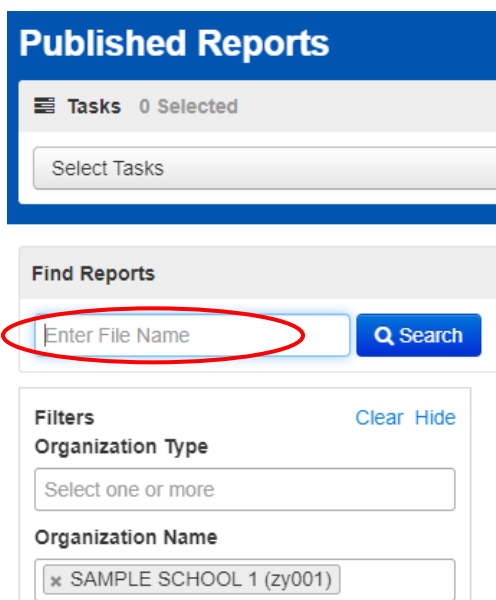 Published Reports
Tasks 0 Selected
Select Tasks
Find Reports
Enter File Name
Search
Filters Clear Hide
Organization Type
Select one or more
Organization Name
× SAMPLE SCHOOL 1 (zy001)